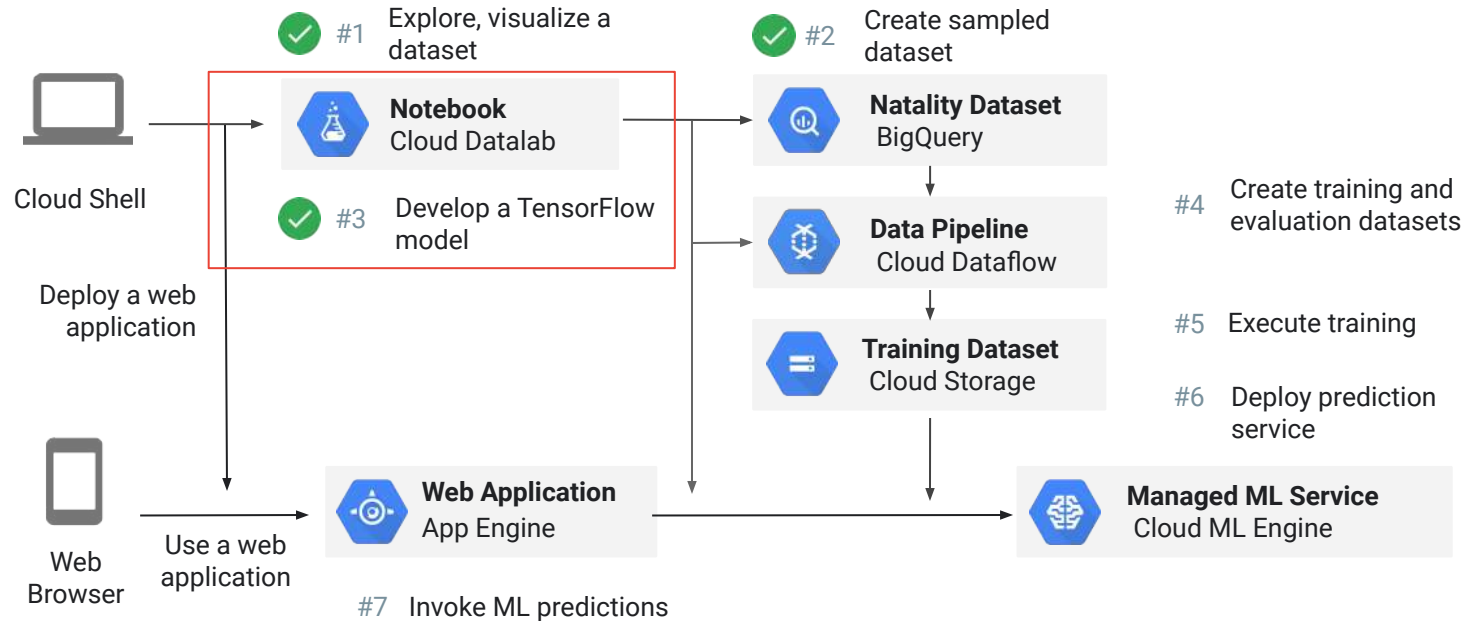 #1 Explore, visualize a
dataset
#2 Create sampled
dataset
Notebook
Cloud Datalab
Natality Dataset
BigQuery
Cloud Shell
#3 Develop a TensorFlow
model
#4 Create training and
evaluation datasets
Data Pipeline
Cloud Dataflow
Deploy a web
application
#5 Execute training
Training Dataset
Cloud Storage
#6 Deploy prediction
service
Web Application
App Engine
Managed ML Service
Cloud ML Engine
Web
Browser
Use a web
application
#7 Invoke ML predictions